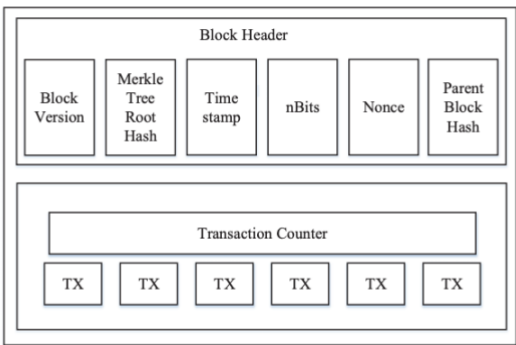 Block Header
Block
Version
Merkle
Tree
Root
Hash
Time
stamp
nBits
Nonce
Parent
Block
Hash
Transaction Counter
TX
TX
TX
TX
TX
TX